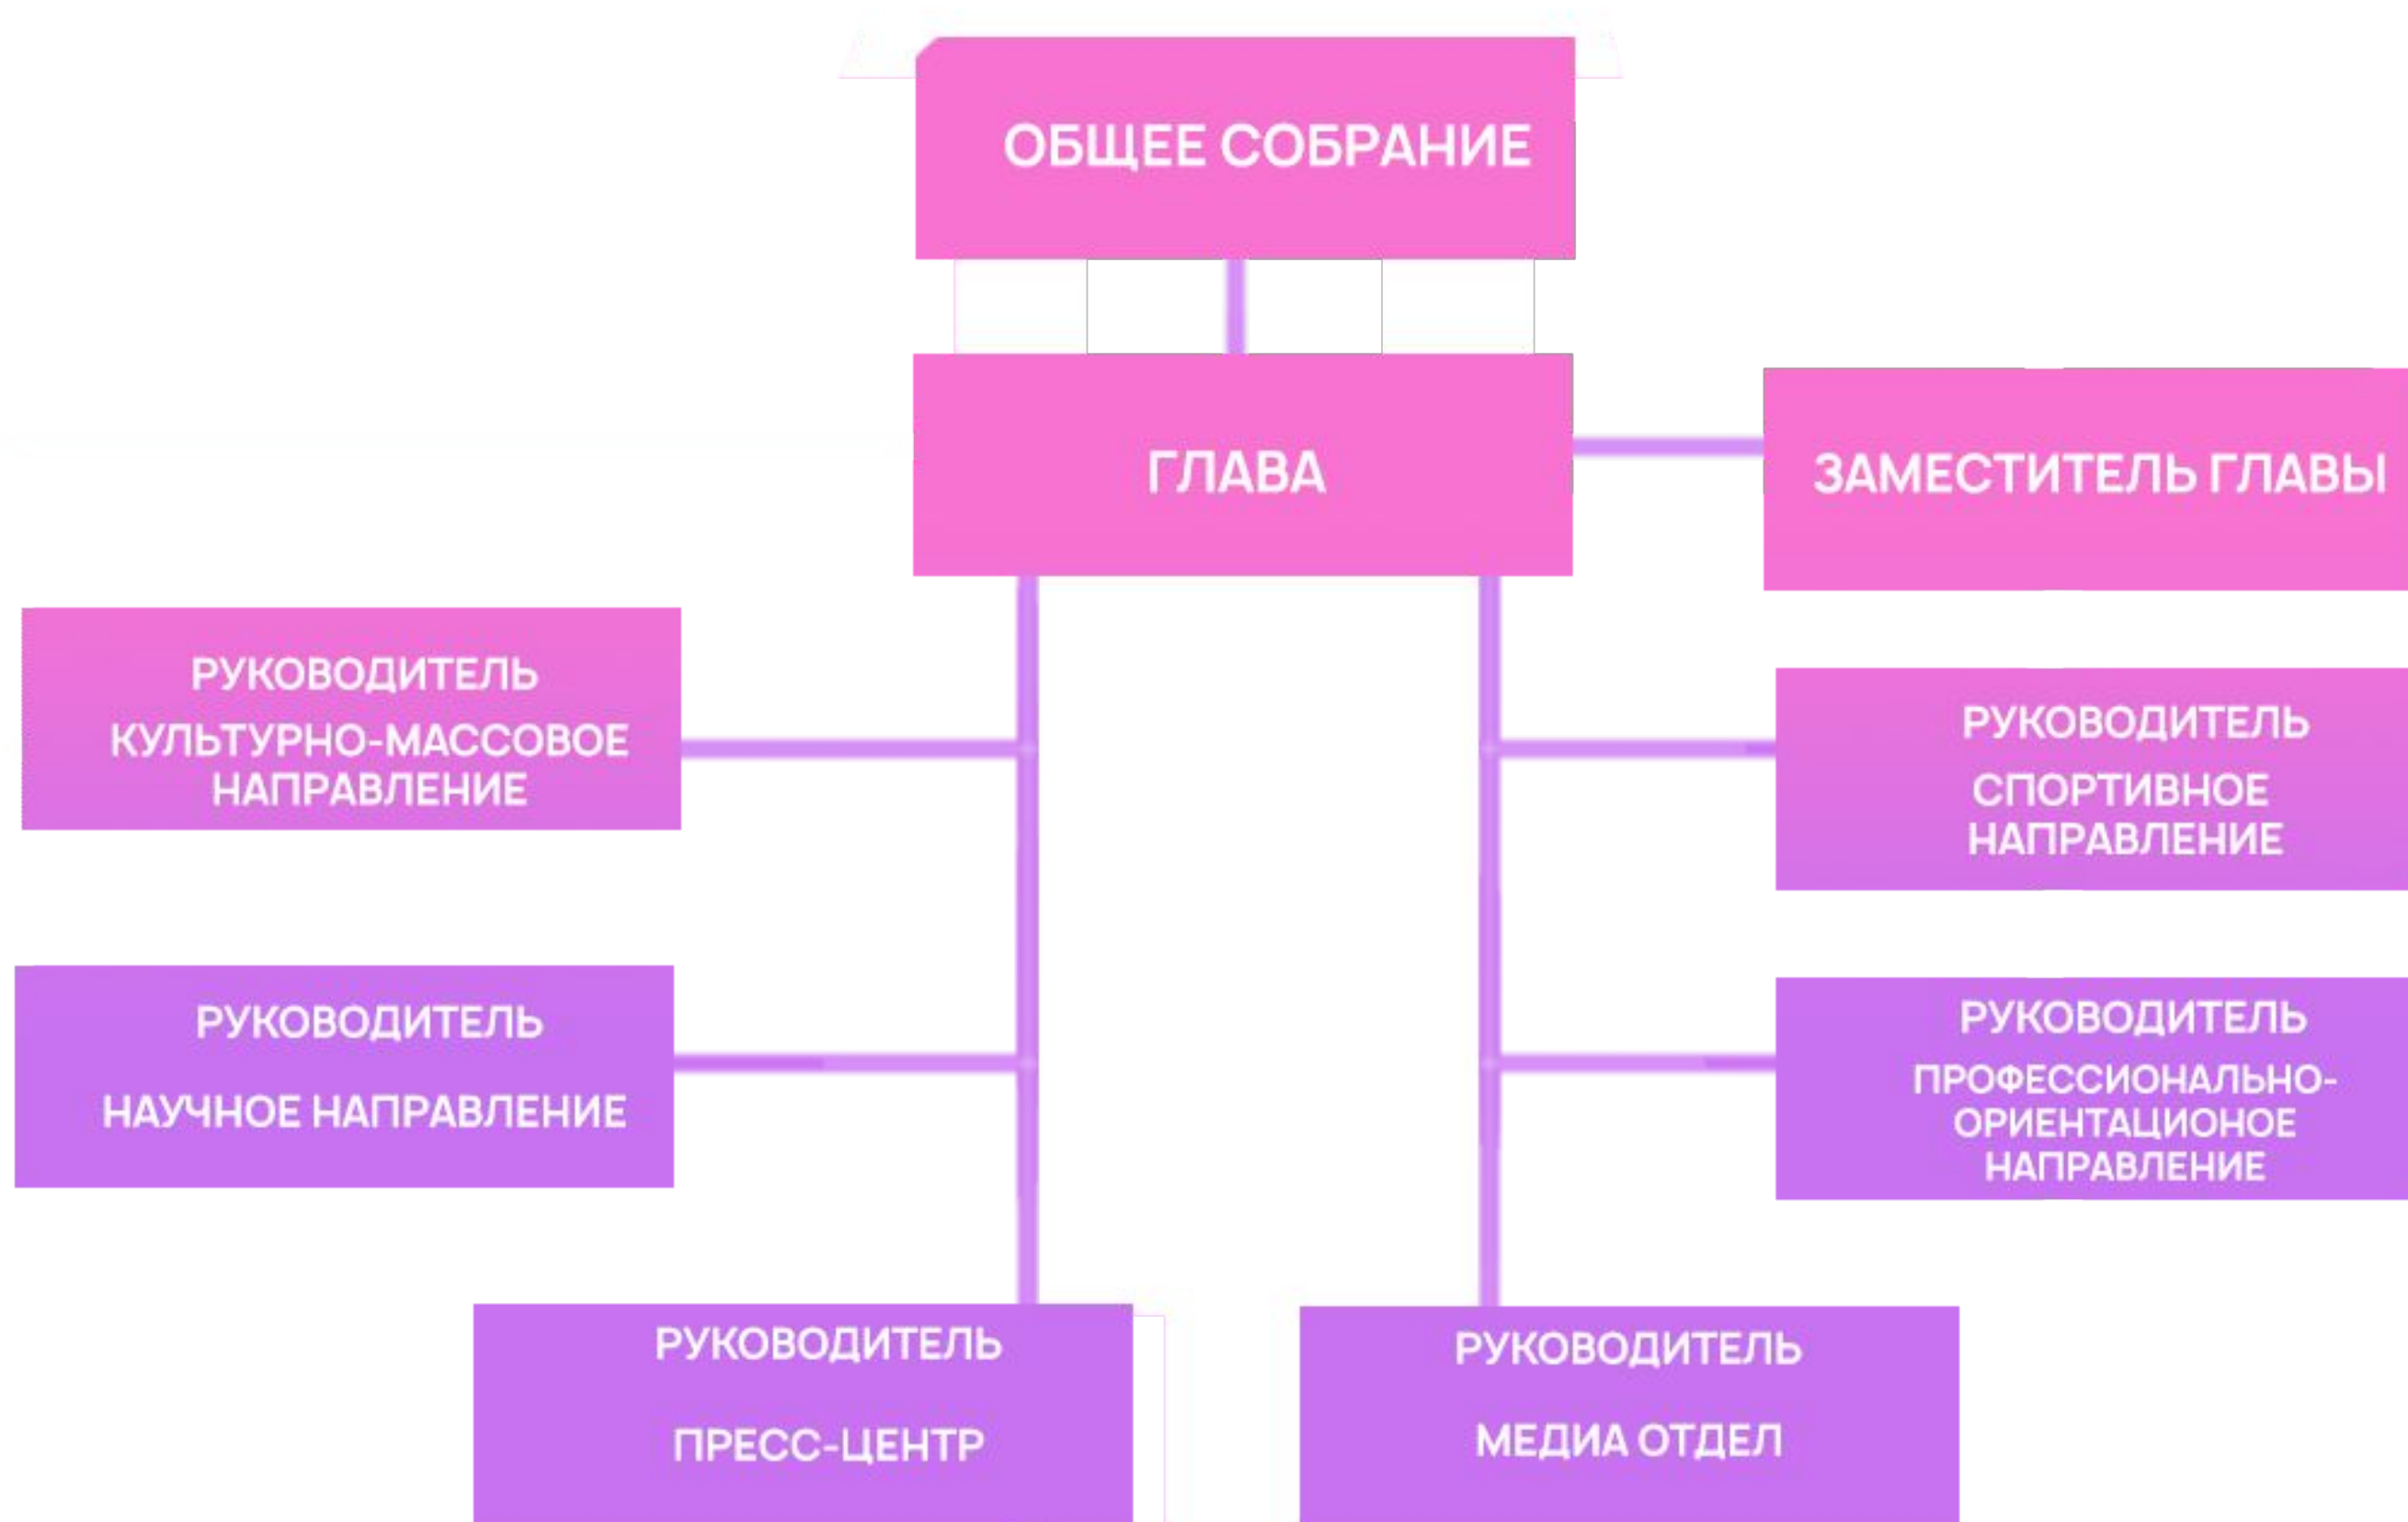 ОБЩЕЕ СОБРАНИЕ
ГЛАВА
ЗАМЕСТИТЕЛЬ ГЛАВЫ
РУКОВОДИТЕЛЬ
КУЛЬТУРНО-МАССОВОЕ
НАПРАВЛЕНИЕ
РУКОВОДИТЕЛЬ
СПОРТИВНОЕ
НАПРАВЛЕНИЕ
РУКОВОДИТЕЛЬ
НАУЧНОЕ НАПРАВЛЕНИЕ
РУКОВОДИТЕЛЬ
ПРОФЕССИОНАЛЬНО-
ОРИЕНТАЦИОНОЕ
НАПРАВЛЕНИЕ
РУКОВОДИТЕЛЬ
ПРЕСС-ЦЕНТР
РУКОВОДИТЕЛЬ
МЕДИА ОТДЕЛ